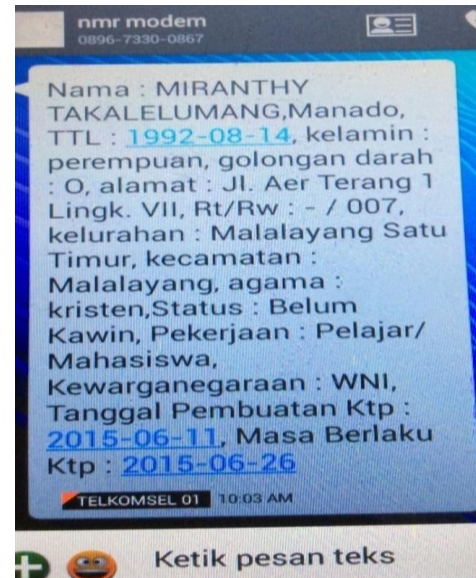 nmr modem
0896-7330-0867
Nama : MIRANTHY
TAKALELUMANG,Manado,
TTL : 1992-08-14, kelamin :
perempuan, golongan darah
: O, alamat : Jl. Aer Terang 1
Lingk. VII, Rt/Rw : - / 007,
kelurahan : Malalayang Satu
Timur, kecamatan :
Malalayang, agama :
kristen,Status : Belum
Kawin, Pekerjaan : Pelajar/
Mahasiswa,
Kewarganegaraan : WNI,
Tanggal Pembuatan Ktp :
2015-06-11, Masa Berlaku
Ktp : 2015-06-26
TELKOMSEL 01 10:03 AM
Ketik pesan teks